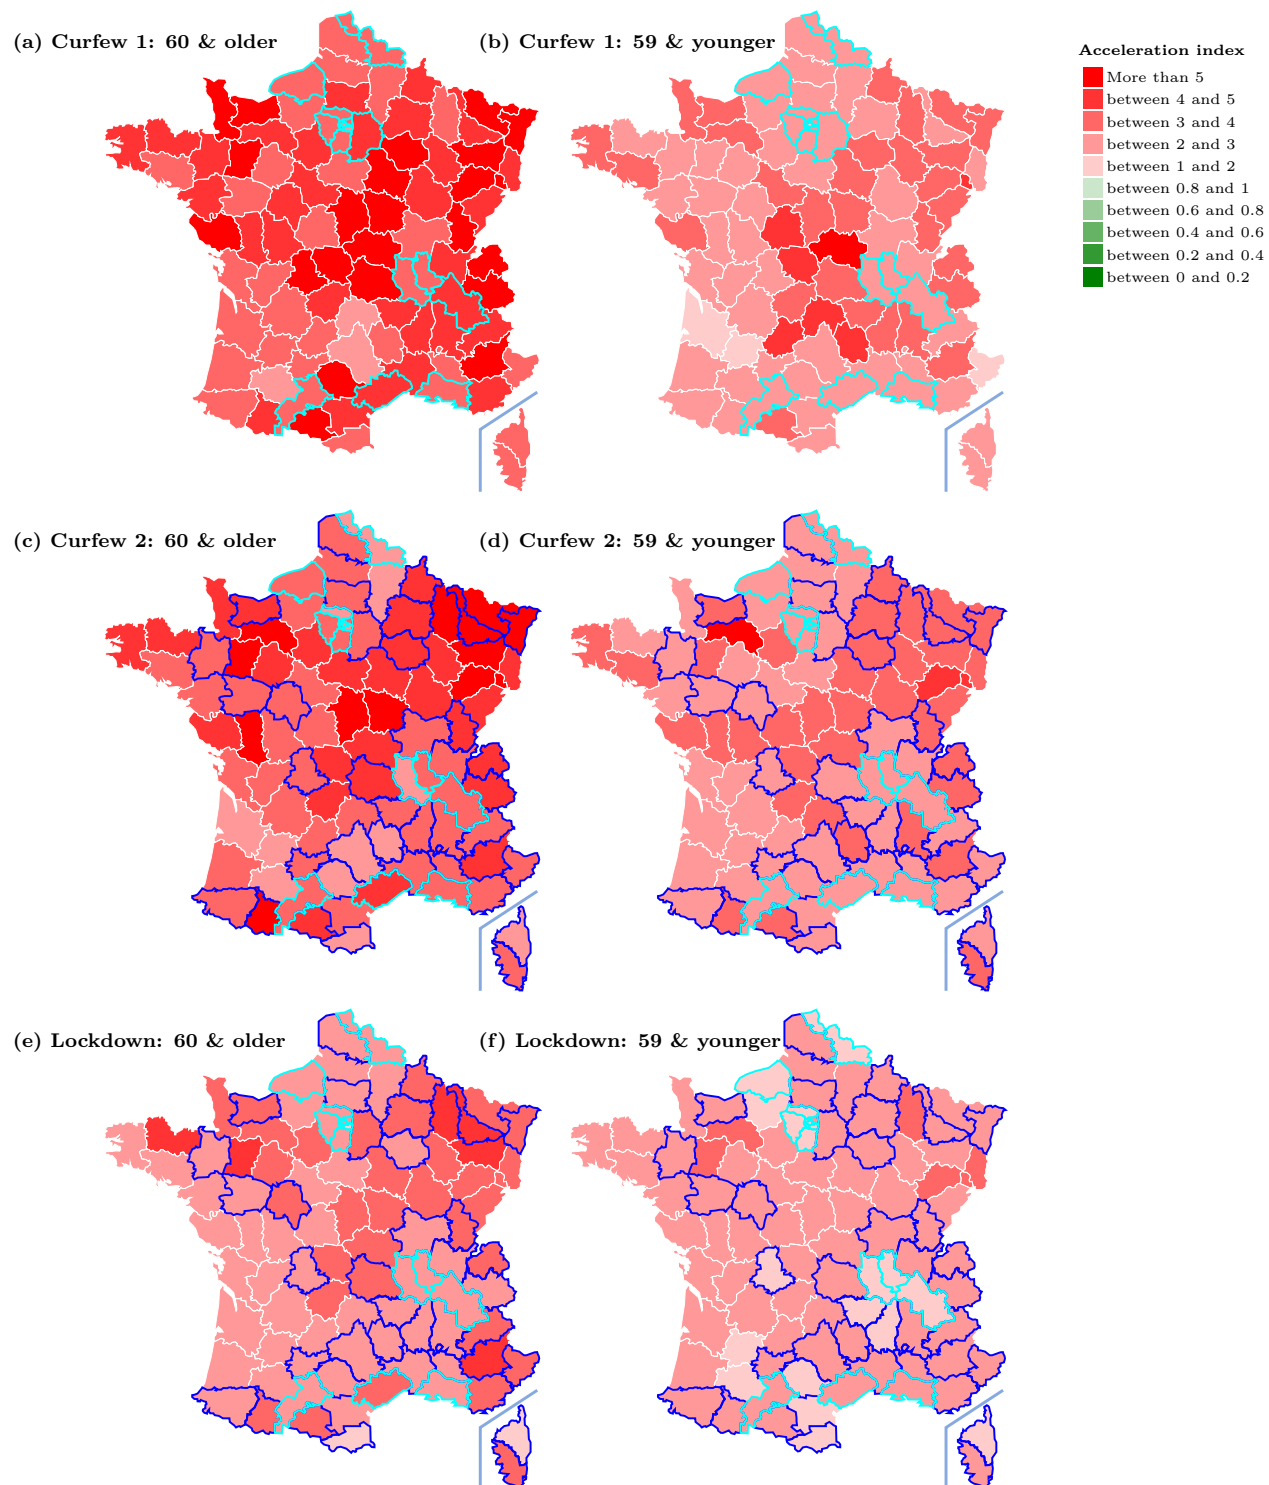 (a) Curfew 1: 60 & older
(b) Curfew 1: 59 & younger
Acceleration index
More than 5
between 4 and 5
between 3 and 4
between 2 and 3
between 1 and 2
between 0.8 and 1
between 0.6 and 0.8
between 0.4 and 0.6
between 0.2 and 0.4
between 0 and 0.2
(c) Curfew 2: 60 & older
(d) Curfew 2: 59 & younger
(e) Lockdown: 60 & older
(f) Lockdown: 59 & younger